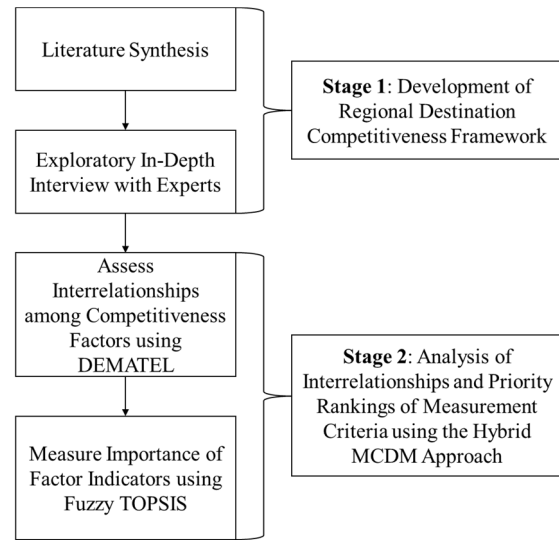 Literature Synthesis
Stage 1: Development of
Regional Destination
Competitiveness Framework
Exploratory In-Depth
Interview with Experts
Assess
Interrelationships
among Competitiveness
Factors using
DEMATEL
Stage 2: Analysis of
Interrelationships and Priority
Rankings of Measurement
Criteria using the Hybrid
MCDM Approach
Measure Importance of
Factor Indicators using
Fuzzy TOPSIS